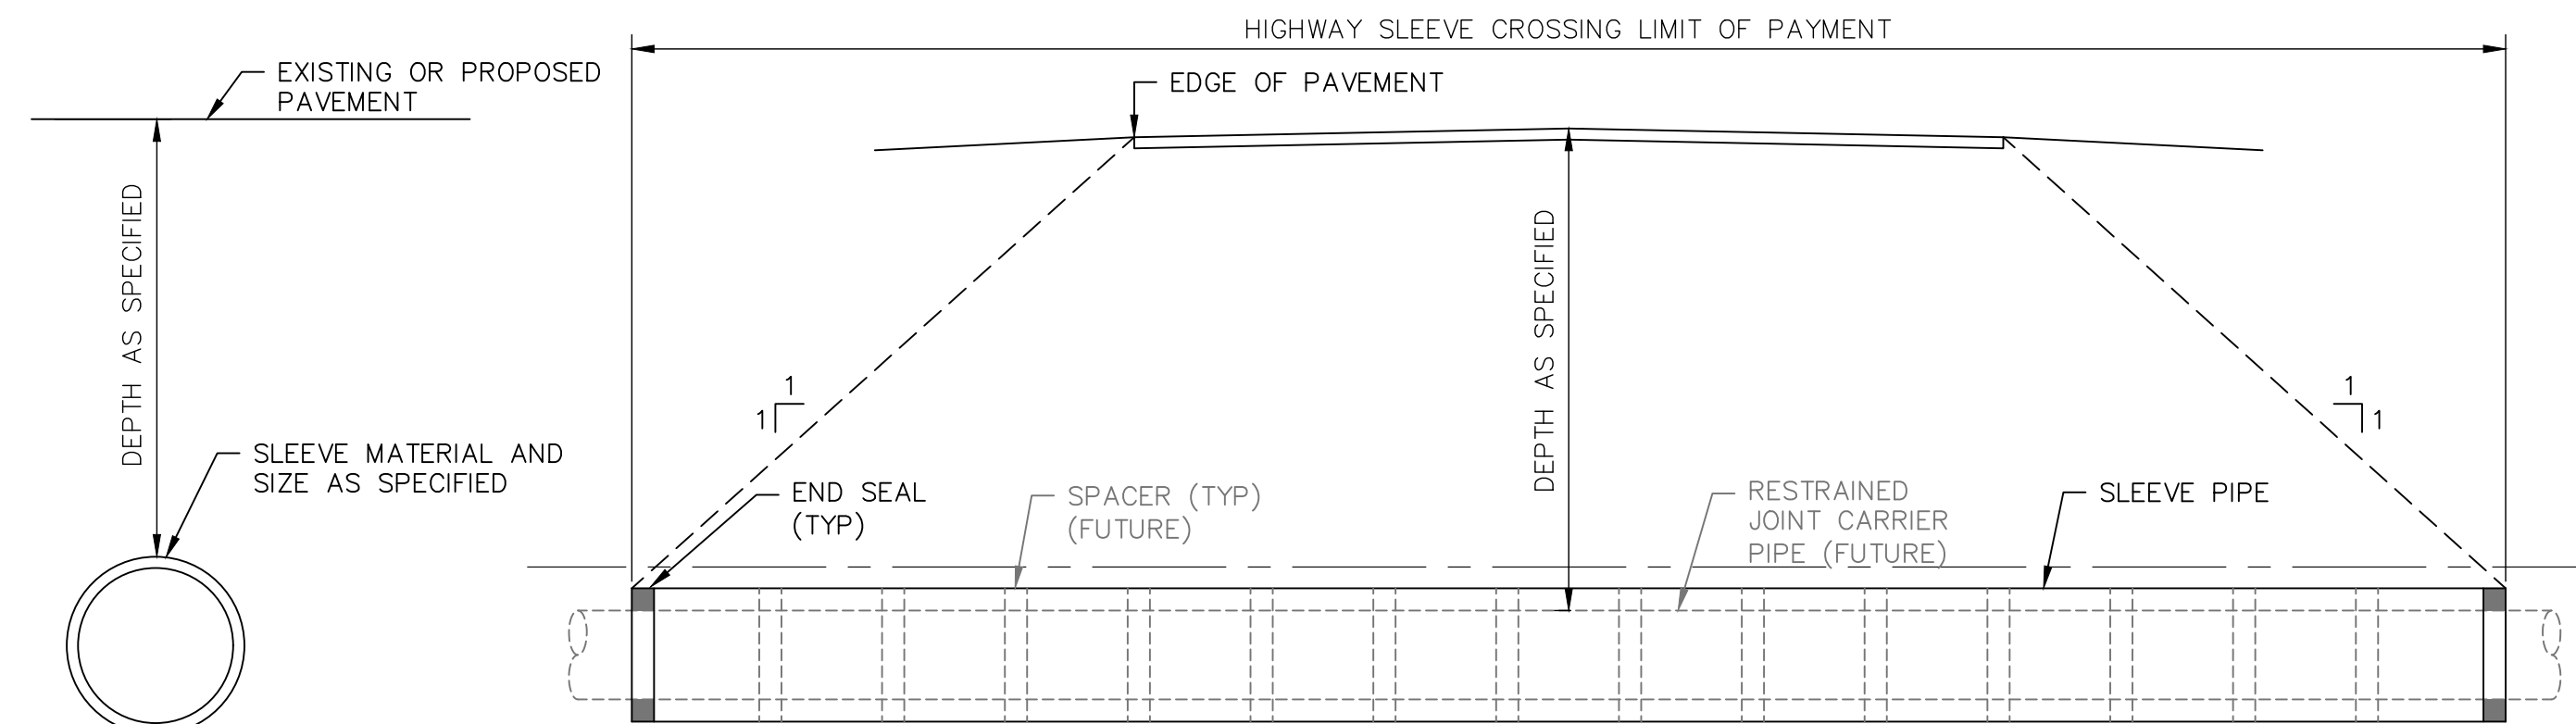 HIGHWAY SLEEVE CROSSING LIMIT OF PAYMENT
EXISTING OR PROPOSED
PAVEMENT
EDGE OF PAVEMENT
DEPTH AS SPECIFIED
DEPTH AS SPECIFIED
1
1
1
1
SLEEVE MATERIAL AND
SIZE AS SPECIFIED
END SEAL
(TYP)
SPACER (TYP)
(FUTURE)
RESTRAINED
JOINT CARRIER
PIPE (FUTURE)
SLEEVE PIPE